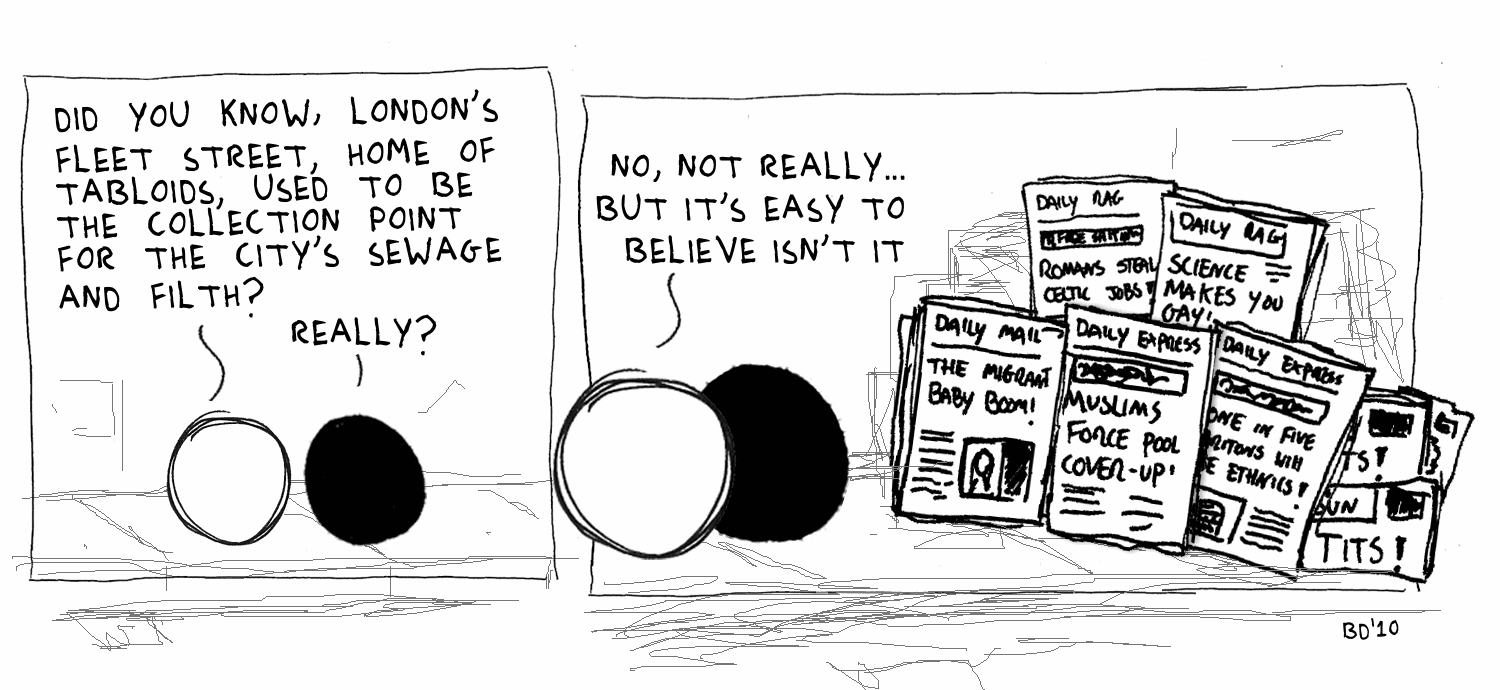 DID YOU KNOW, LONDON'S
FLEET STREET, HOME OF
TABLOIDS, USED TO BE
THE COLLECTION POINT
FOR THE CITY'S SEWAGE
AND FILTH?
REALLY?
NO, NOT REALLY...
BUT IT'S EASY TO
BELIEVE ISN'T IT
DAILY RAG
ROMANS STEAL
CELTIC JOBS!
DAILY RAG
SCIENCE
MAKES YOU
GAY!
DAILY MAIL
THE MIGRANT
BABY BOOM!
DAILY EXPRESS
MUSLIMS
FORCE POOL
COVER-UP!
DAILY EXPRESS
ONE IN FIVE
BRITONS WILL
BE ETHNICS!
TS!
SUN
TITS!
BD'10